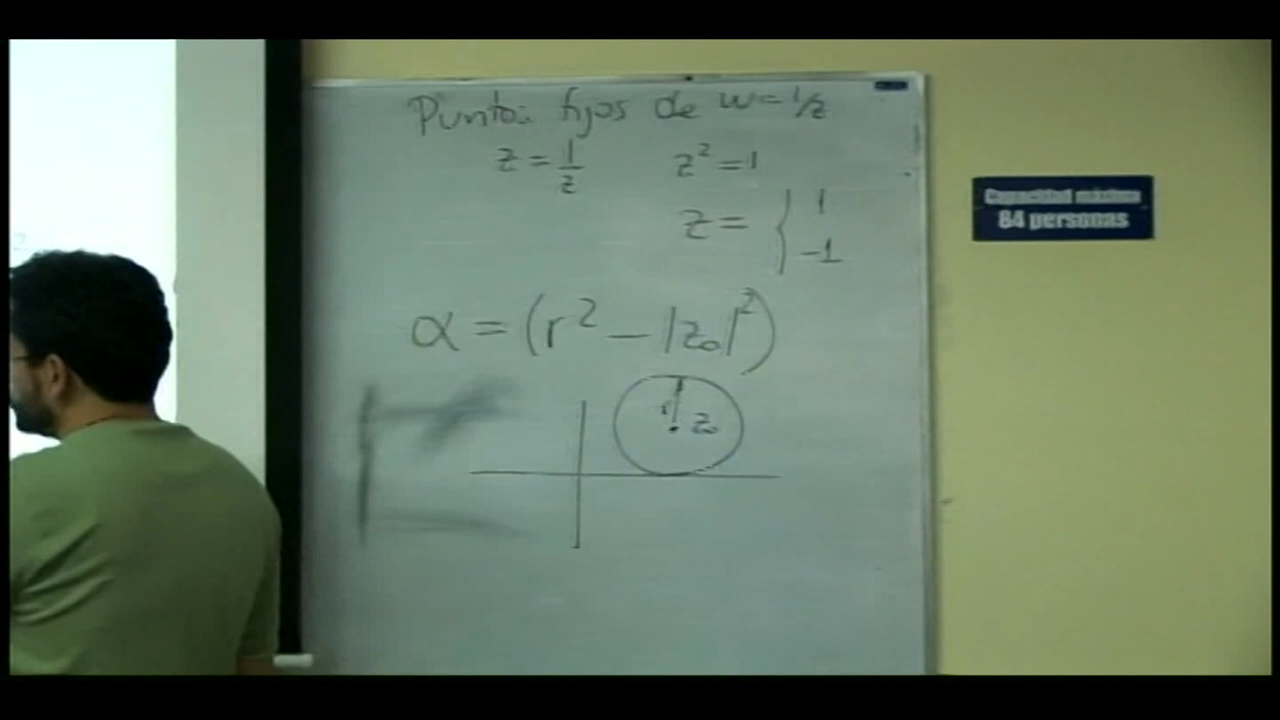 Puntos fijos de w=1/z
z = 1/z z² = 1
z = { 1
-1
α = (r² - |z₀|²)
r z₀
Capacidad máxima
84 personas